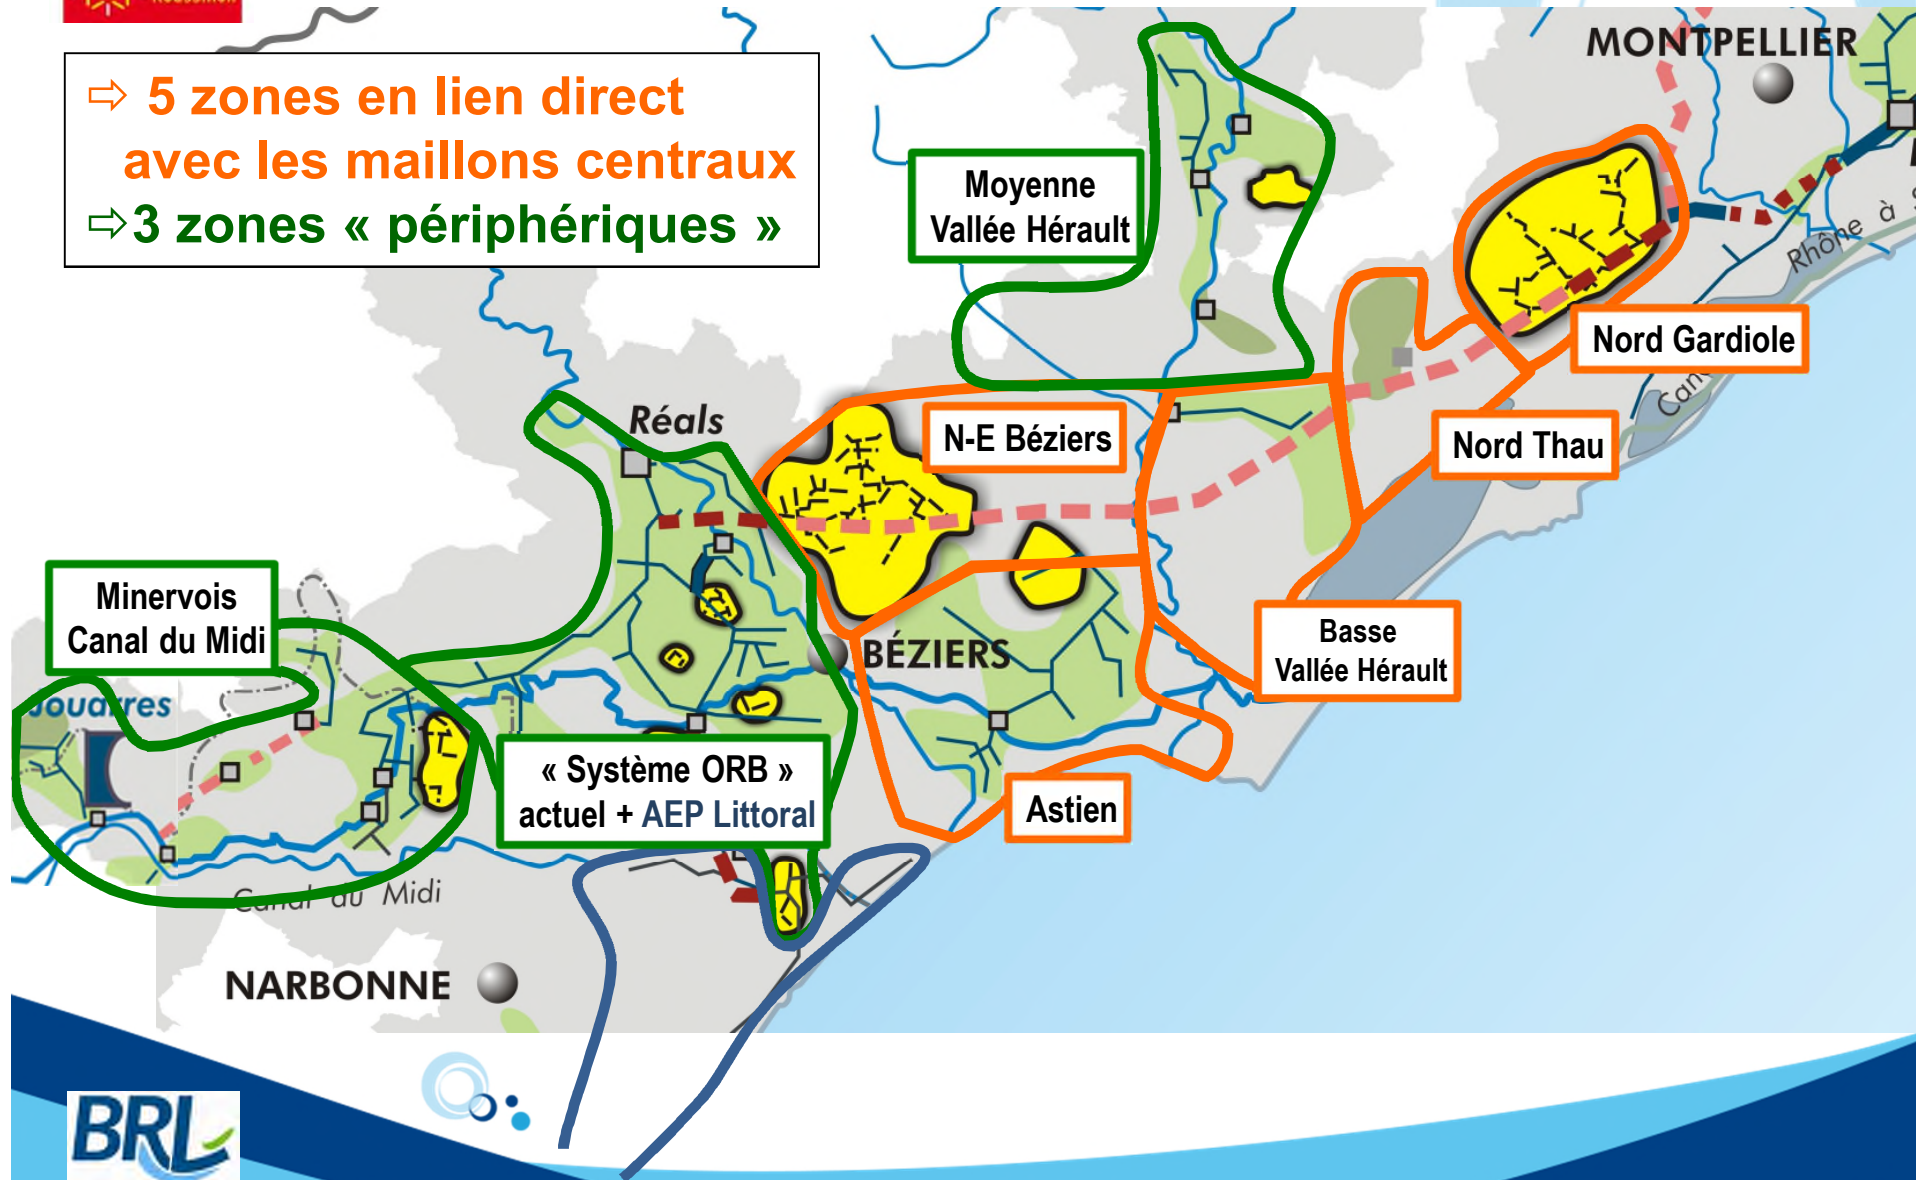 ⇨ 5 zones en lien direct
avec les maillons centraux
⇨3 zones « périphériques »
MONTPELLIER
Moyenne
Vallée Hérault
Rhône à
Nord Gardiole
Réals
N-E Béziers
Nord Thau
Minervois
Canal du Midi
BÉZIERS
Basse
Vallée Hérault
Jouarres
« Système ORB »
actuel + AEP Littoral
Astien
Canal du Midi
NARBONNE
BRL